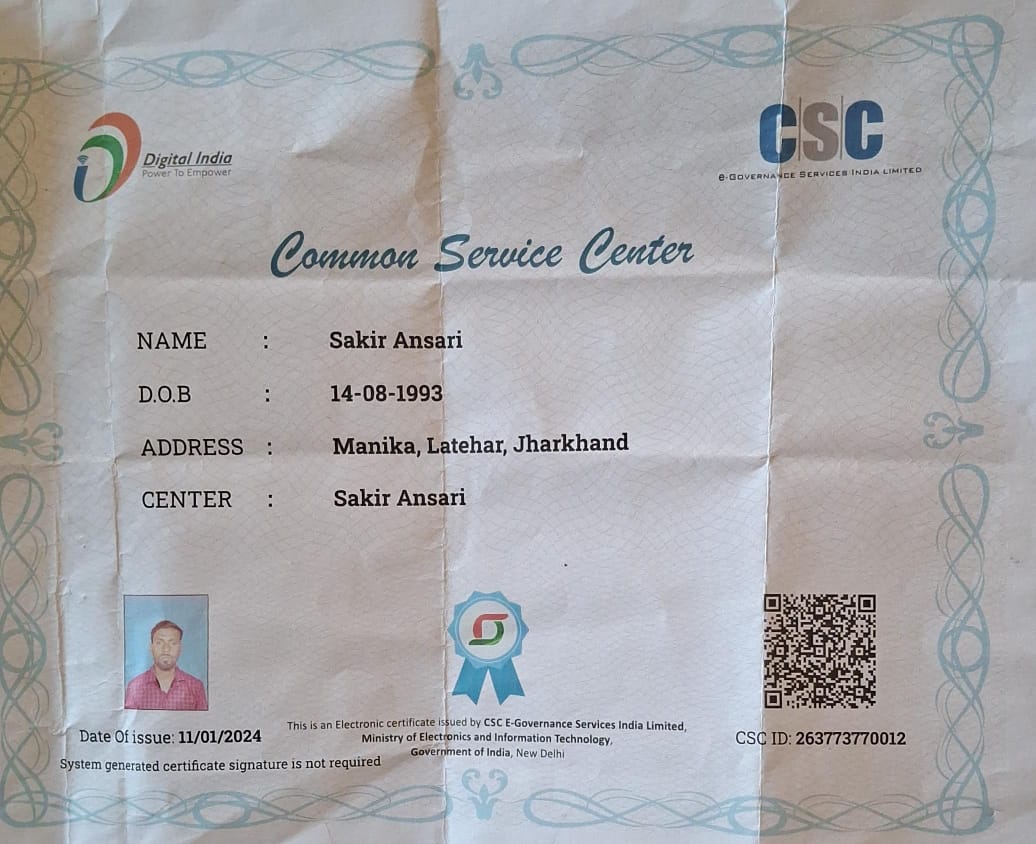 Digital India
Power To Empower
CSC
e-Governance Services India Limited
Common Service Center
NAME : Sakir Ansari
D.O.B : 14-08-1993
ADDRESS : Manika, Latehar, Jharkhand
CENTER : Sakir Ansari
Date Of issue: 11/01/2024
This is an Electronic certificate issued by CSC E-Governance Services India Limited,
Ministry of Electronics and Information Technology,
Government of India, New Delhi
CSC ID: 263773770012
System generated certificate signature is not required